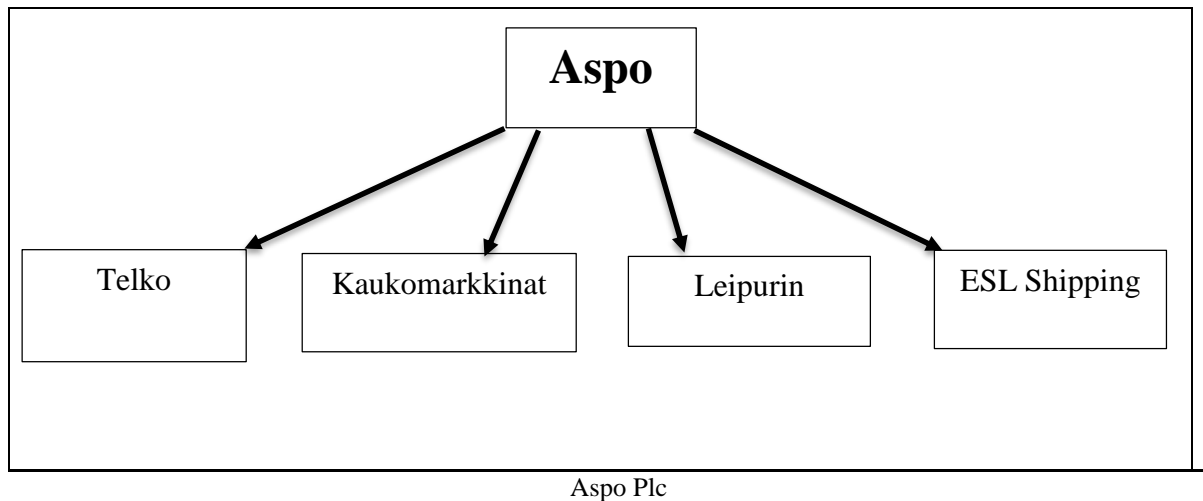 Aspo
Telko
Kaukomarkkinat
Leipurin
ESL Shipping
Aspo Plc